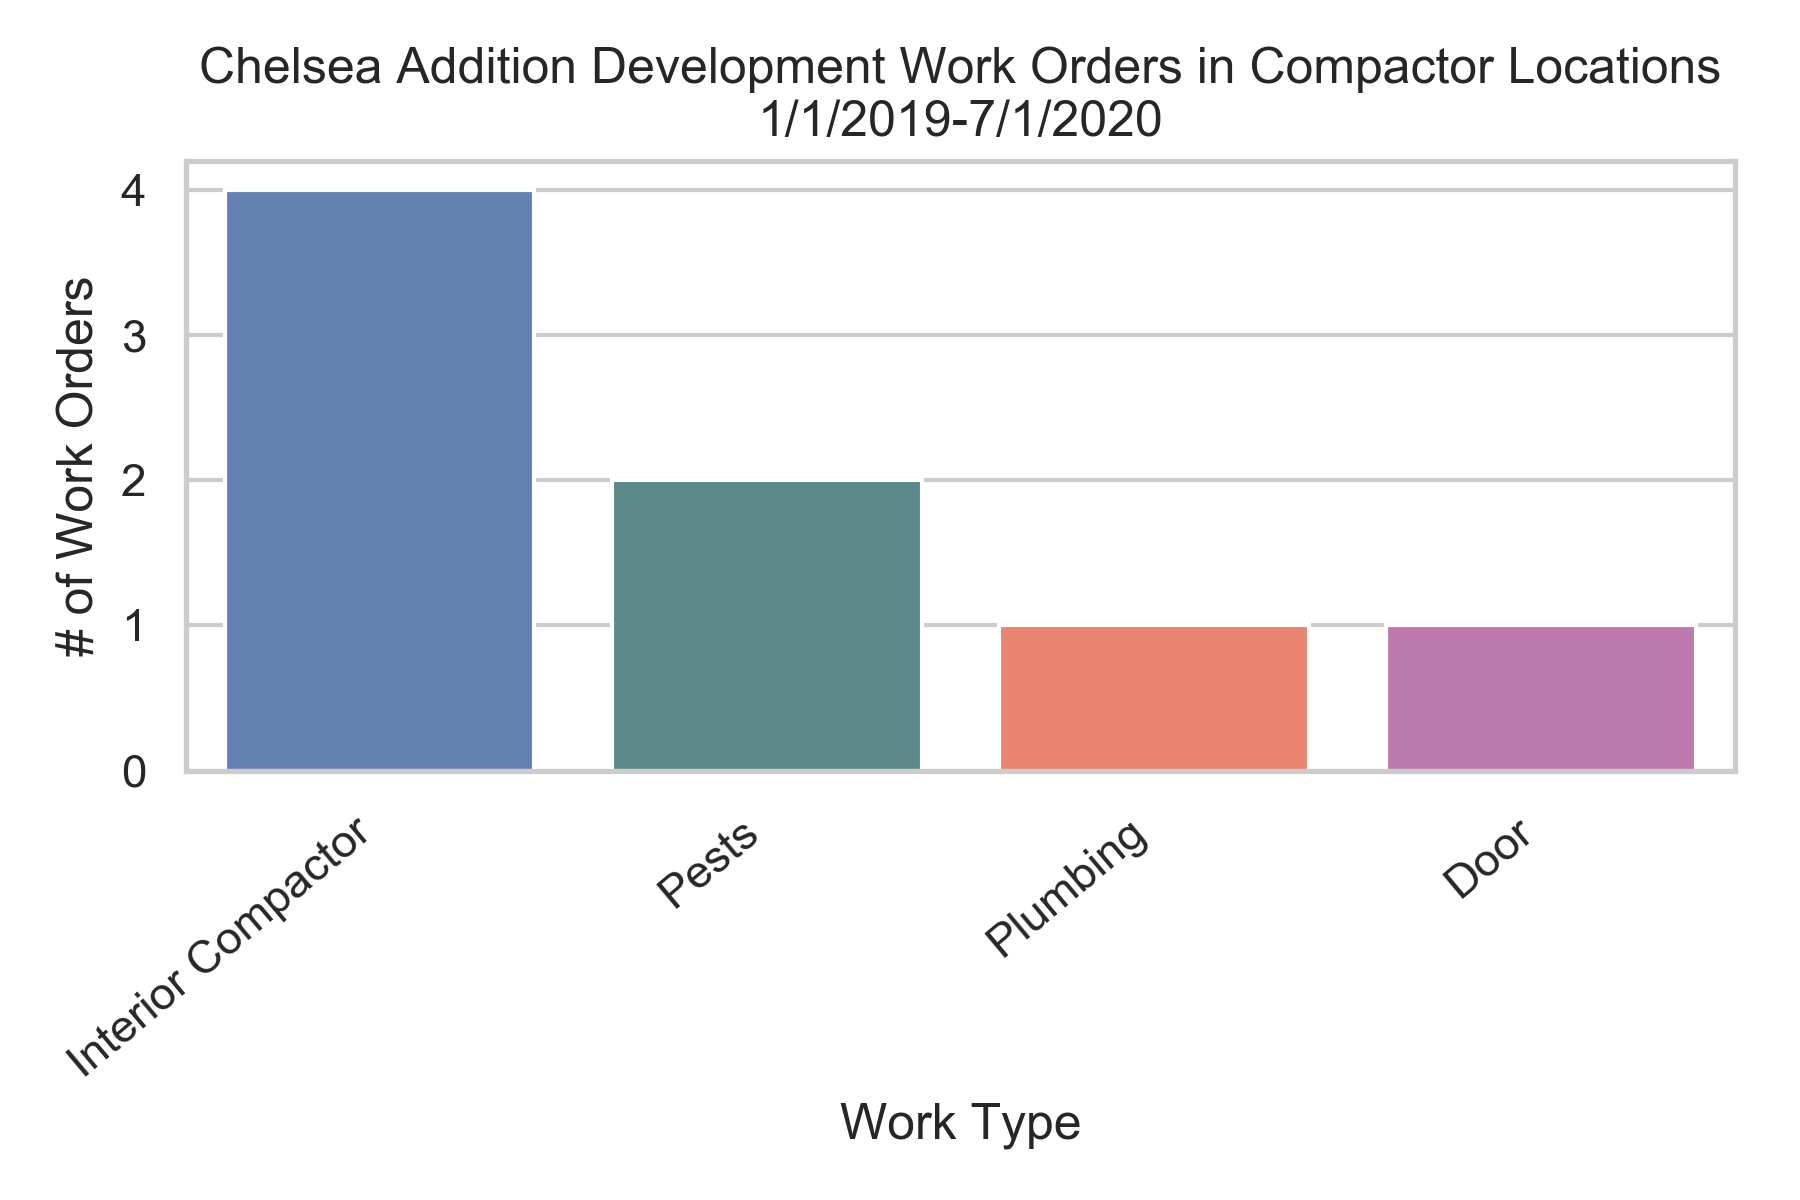 Chelsea Addition Development Work Orders in Compactor Locations
1/1/2019-7/1/2020
# of Work Orders
4
3
2
1
0
Interior Compactor
Pests
Plumbing
Door
Work Type